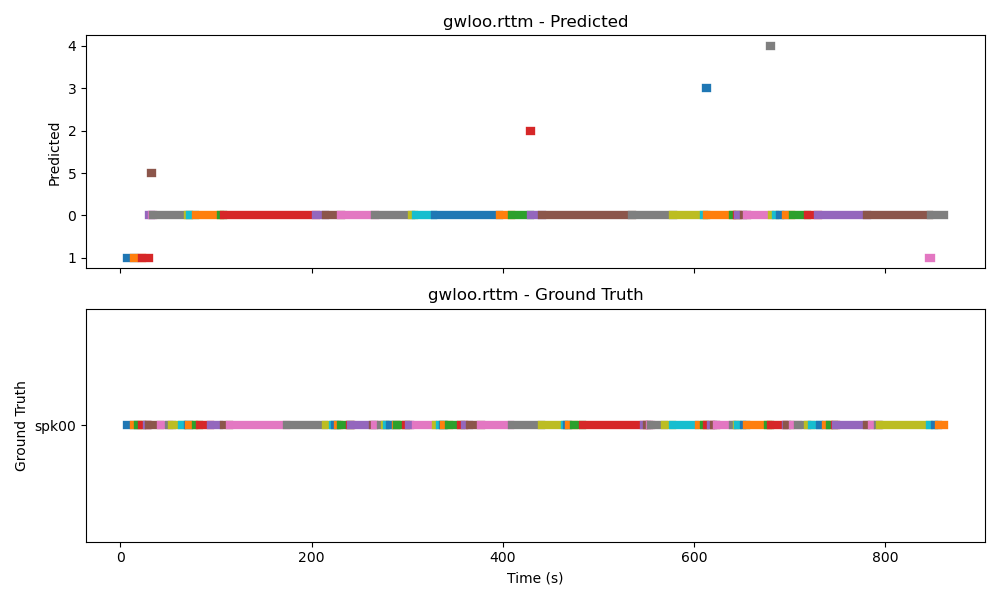 gwloo.rttm - Predicted
Predicted
4
3
2
5
0
1
gwloo.rttm - Ground Truth
Ground Truth
spk00
0 200 400 600 800
Time (s)